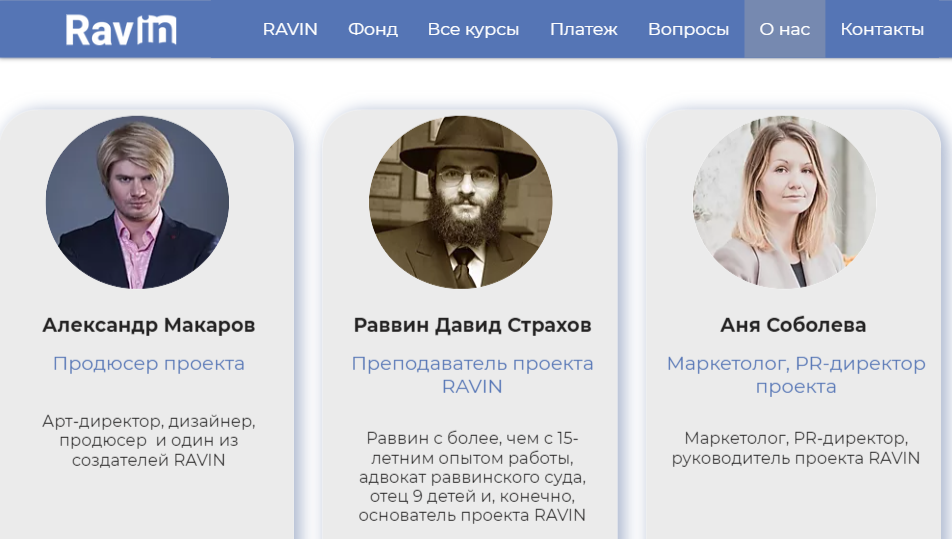 Ravin
RAVIN
Фонд
Все курсы
Платеж
Вопросы
О нас
Контакты
Александр Макаров
Продюсер проекта
Арт-директор, дизайнер,
продюсер и один из
создателей RAVIN
Раввин Давид Страхов
Преподаватель проекта
RAVIN
Раввин с более, чем с 15-
летним опытом работы,
адвокат раввинского суда,
отец 9 детей и, конечно,
основатель проекта RAVIN
Аня Соболева
Маркетолог, PR-директор
проекта
Маркетолог, PR-директор,
руководитель проекта RAVIN